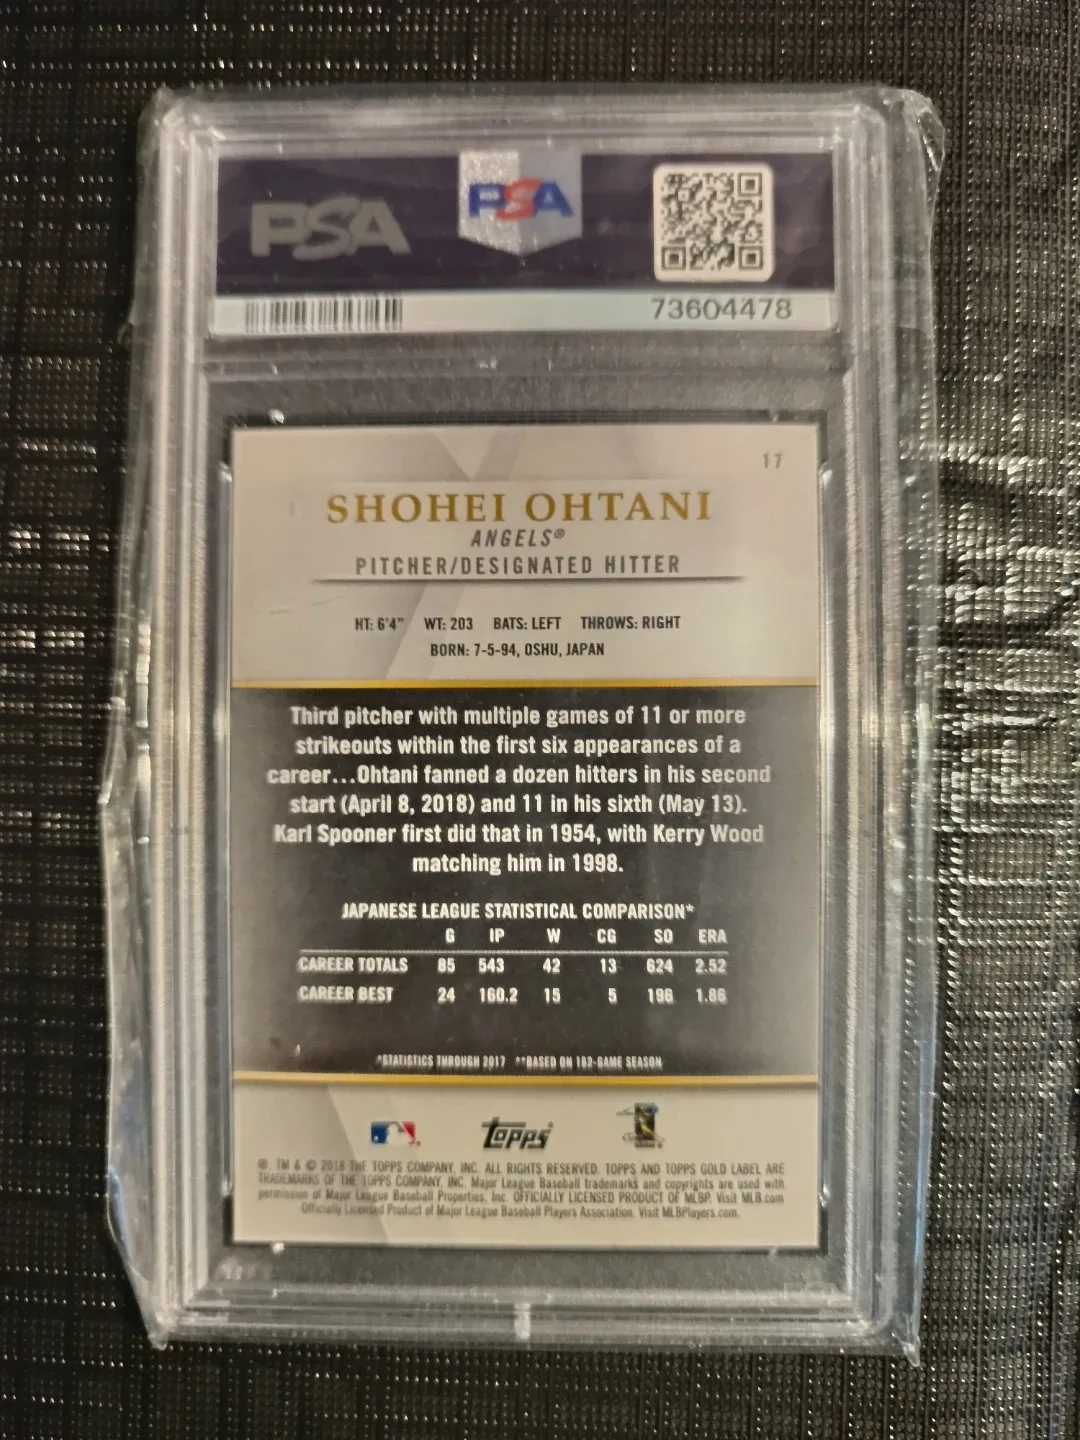 PSA
PSA
73604478
17
SHOHEI OHTANI
ANGELS®
PITCHER/DESIGNATED HITTER
HT: 6'4" WT: 203 BATS: LEFT THROWS: RIGHT
BORN: 7-5-94, OSHU, JAPAN
Third pitcher with multiple games of 11 or more
strikeouts within the first six appearances of a
career...Ohtani fanned a dozen hitters in his second
start (April 8, 2018) and 11 in his sixth (May 13).
Karl Spooner first did that in 1954, with Kerry Wood
matching him in 1998.
JAPANESE LEAGUE STATISTICAL COMPARISON*
G IP W CG SO ERA
CAREER TOTALS 85 543 42 13 624 2.52
CAREER BEST 24 160.2 15 5 196 1.86
*STATISTICS THROUGH 2017 **BASED ON 162-GAME SEASON
topps
®, TM & © 2018 THE TOPPS COMPANY, INC. ALL RIGHTS RESERVED. TOPPS AND TOPPS GOLD LABEL ARE
TRADEMARKS OF THE TOPPS COMPANY, INC. Major League Baseball trademarks and copyrights are used with
permission of Major League Baseball Properties, Inc. OFFICIALLY LICENSED PRODUCT OF MLBP. Visit MLB.com
Officially Licensed Product of Major League Baseball Players Association. Visit MLBPlayers.com.